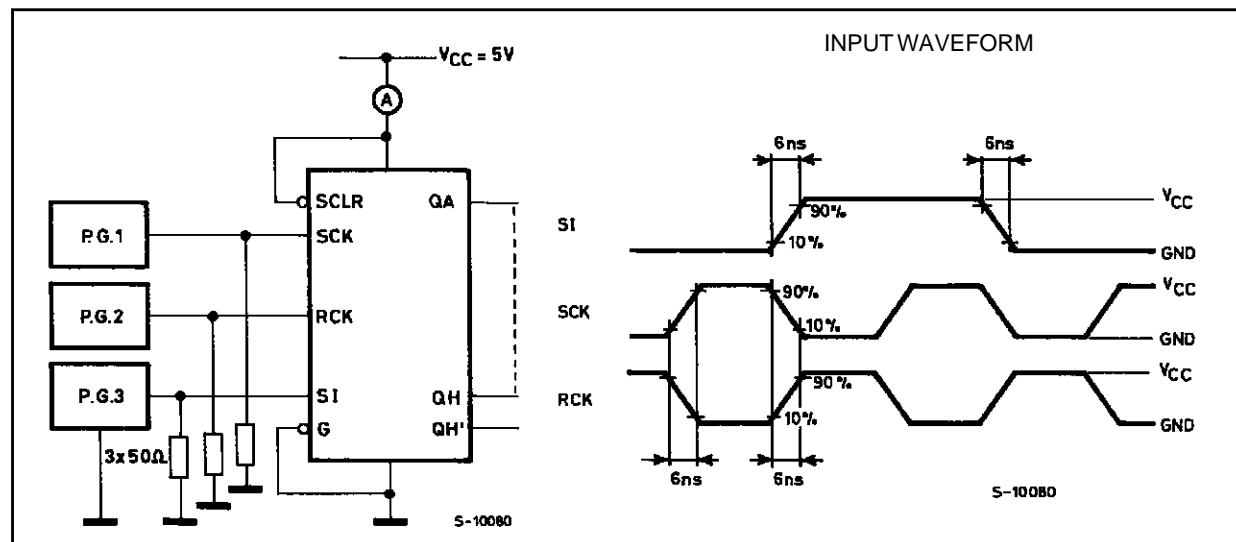 V_CC = 5V
A
SCLR QA
P.G.1
SCK
P.G.2
RCK
P.G.3
SI QH
G QH'
3x50Ω
S-10080
INPUT WAVEFORM
6ns 6ns
SI
90%
10%
V_CC
GND
SCK
90%
10%
V_CC
GND
RCK
90%
10%
V_CC
GND
6ns 6ns
S-10080